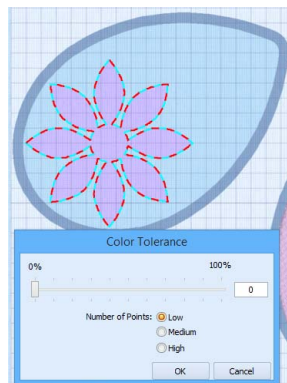 Color Tolerance
0% 100%
0
Number of Points: Low
Medium
High
OK Cancel